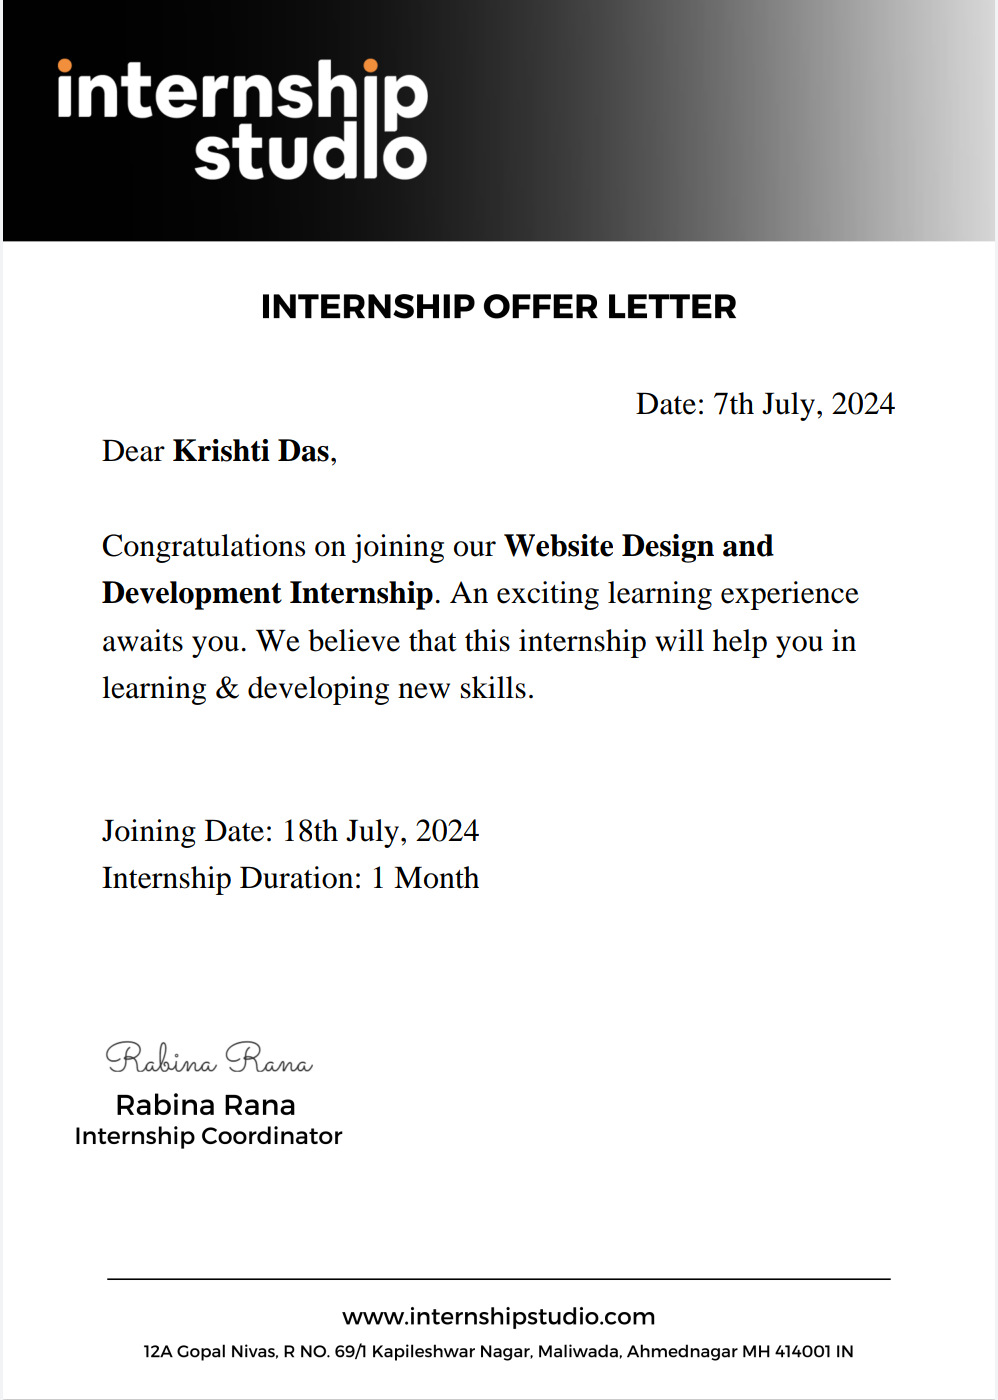 internship
studio
INTERNSHIP OFFER LETTER
Date: 7th July, 2024
Dear Krishti Das,
Congratulations on joining our Website Design and
Development Internship. An exciting learning experience
awaits you. We believe that this internship will help you in
learning & developing new skills.
Joining Date: 18th July, 2024
Internship Duration: 1 Month
Rabina Rana
Rabina Rana
Internship Coordinator
www.internshipstudio.com
12A Gopal Nivas, R NO. 69/1 Kapileshwar Nagar, Maliwada, Ahmednagar MH 414001 IN